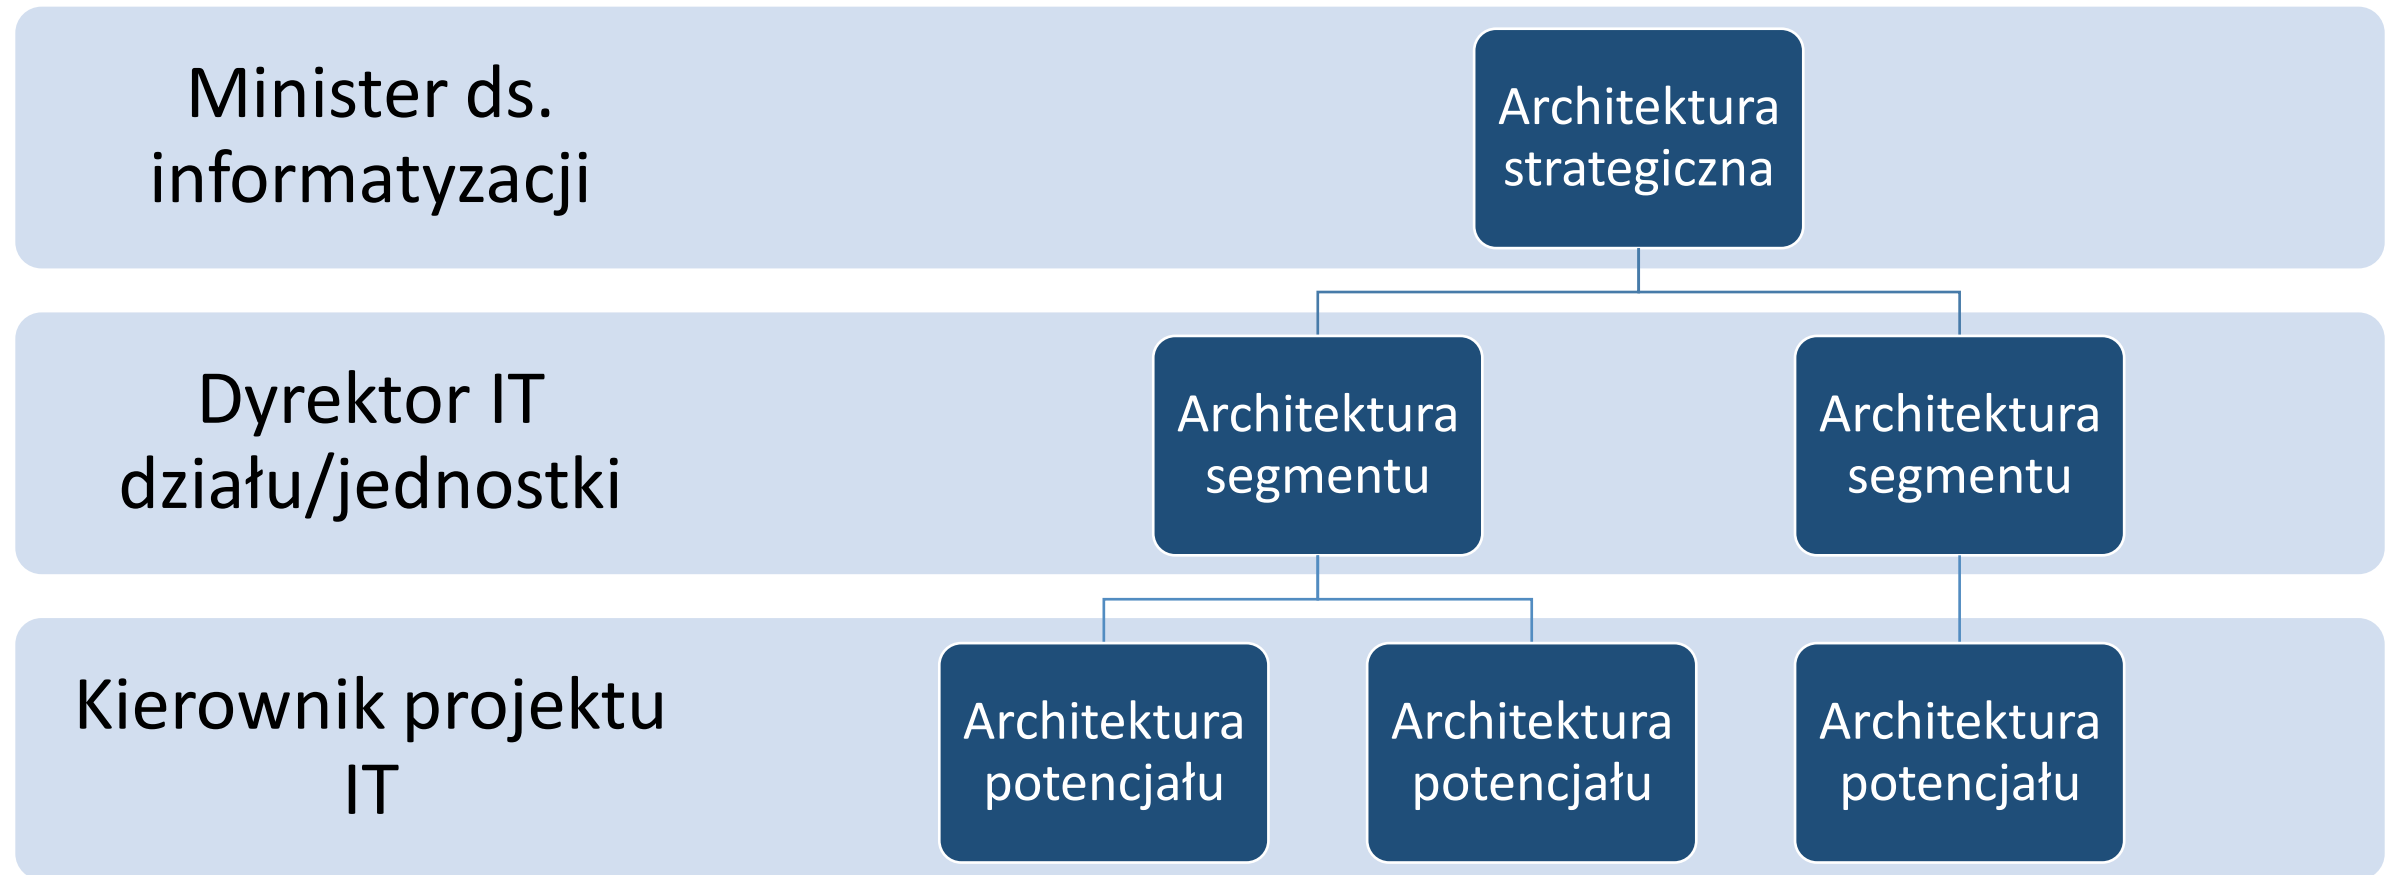 Minister ds.
informatyzacji
Architektura
strategiczna
Dyrektor IT
działu/jednostki
Architektura
segmentu
Architektura
segmentu
Kierownik projektu
IT
Architektura
potencjału
Architektura
potencjału
Architektura
potencjału